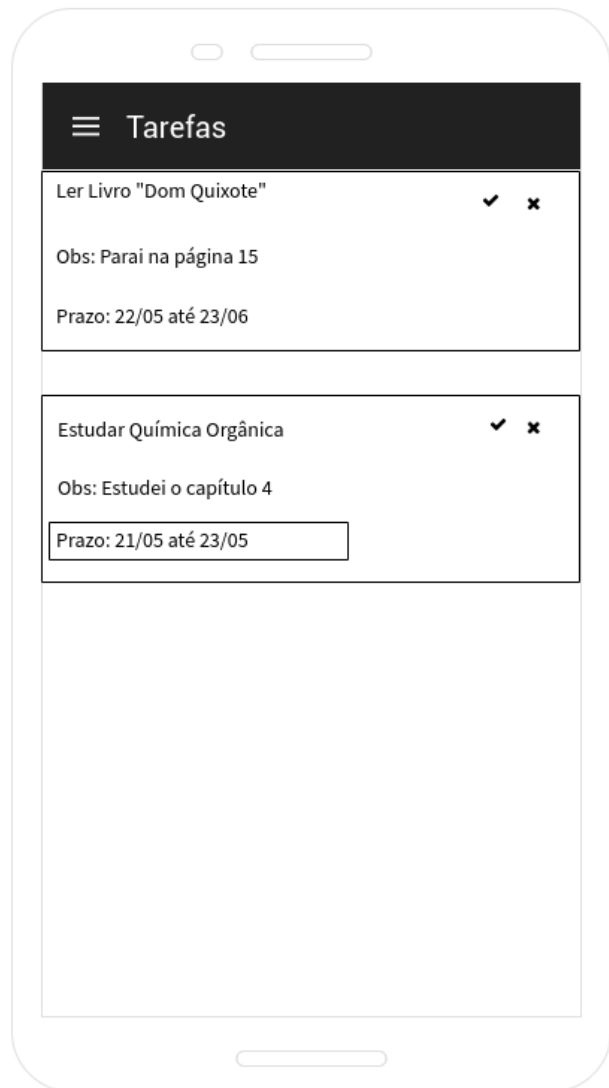 Tarefas
Ler Livro "Dom Quixote"
Obs: Parai na página 15
Prazo: 22/05 até 23/06
Estudar Química Orgânica
Obs: Estudei o capítulo 4
Prazo: 21/05 até 23/05